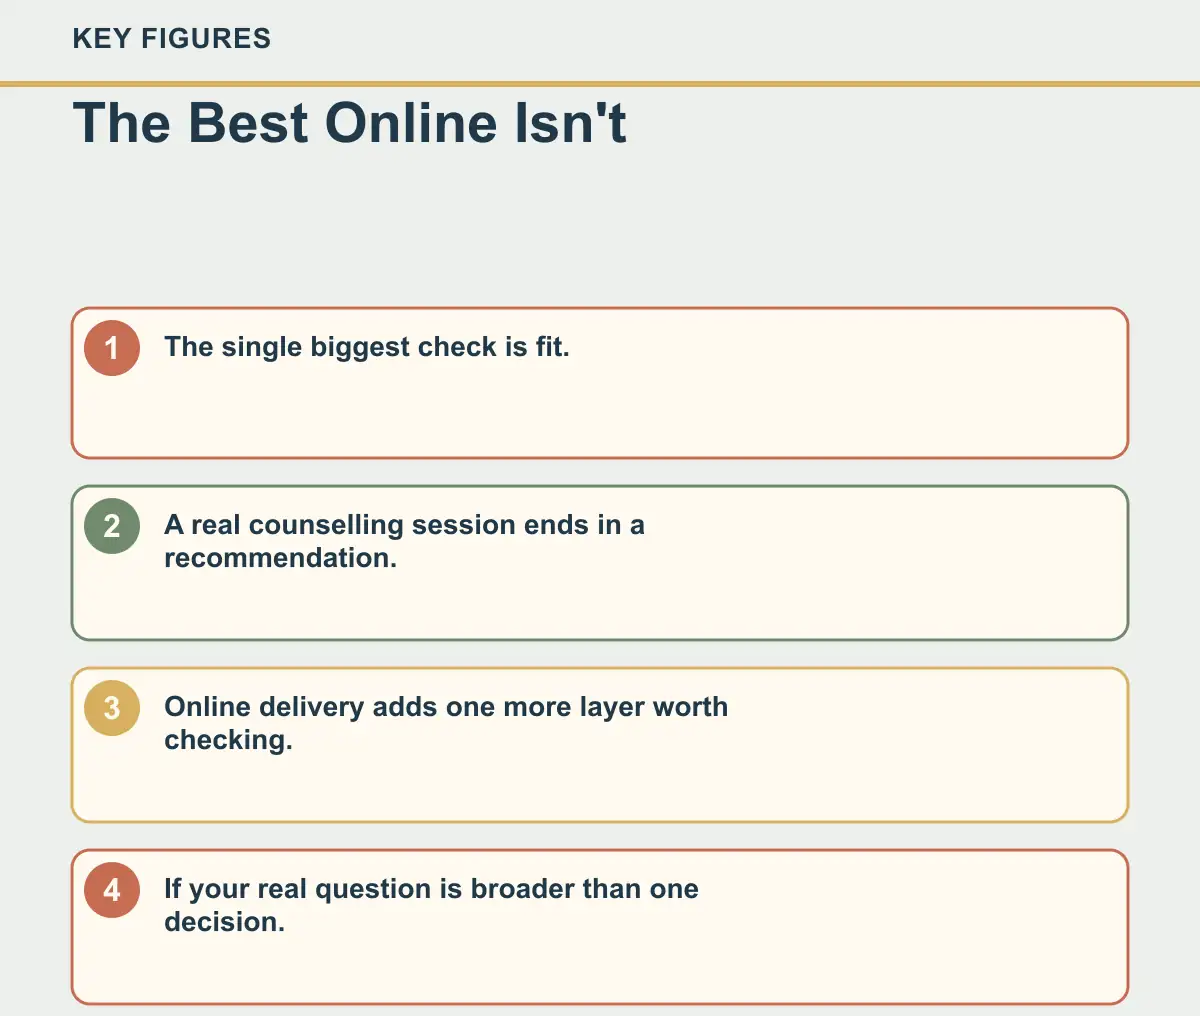 KEY FIGURES
The Best Online Isn't
1
The single biggest check is fit.
2
A real counselling session ends in a
recommendation.
3
Online delivery adds one more layer worth
checking.
4
If your real question is broader than one
decision.